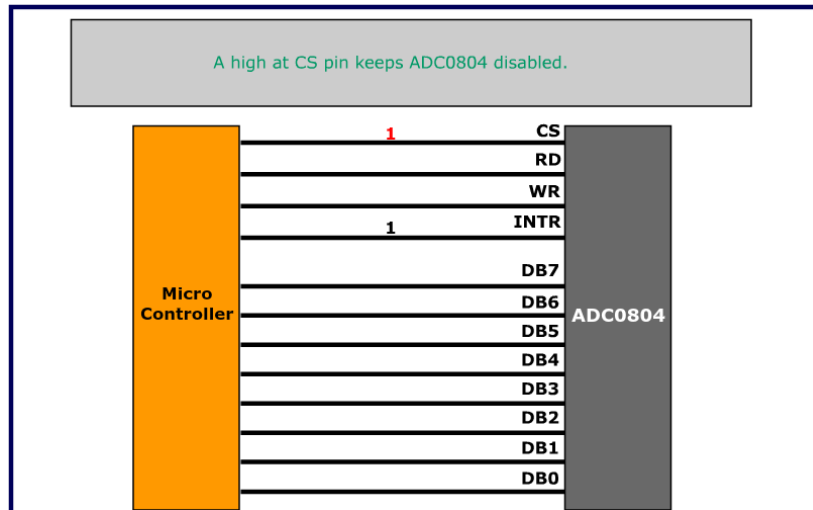 A high at CS pin keeps ADC0804 disabled.
1 CS
RD
WR
1 INTR
DB7
Micro
Controller
DB6
ADC0804
DB5
DB4
DB3
DB2
DB1
DB0